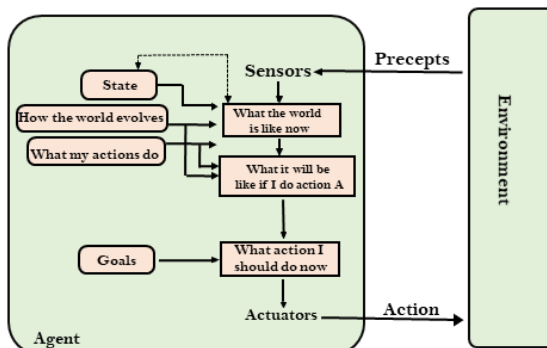 Precepts
Sensors
State
What the world
is like now
How the world evolves
What my actions do
What it will be
like if I do action A
Goals
What action I
should do now
Actuators
Action
Agent
Environment